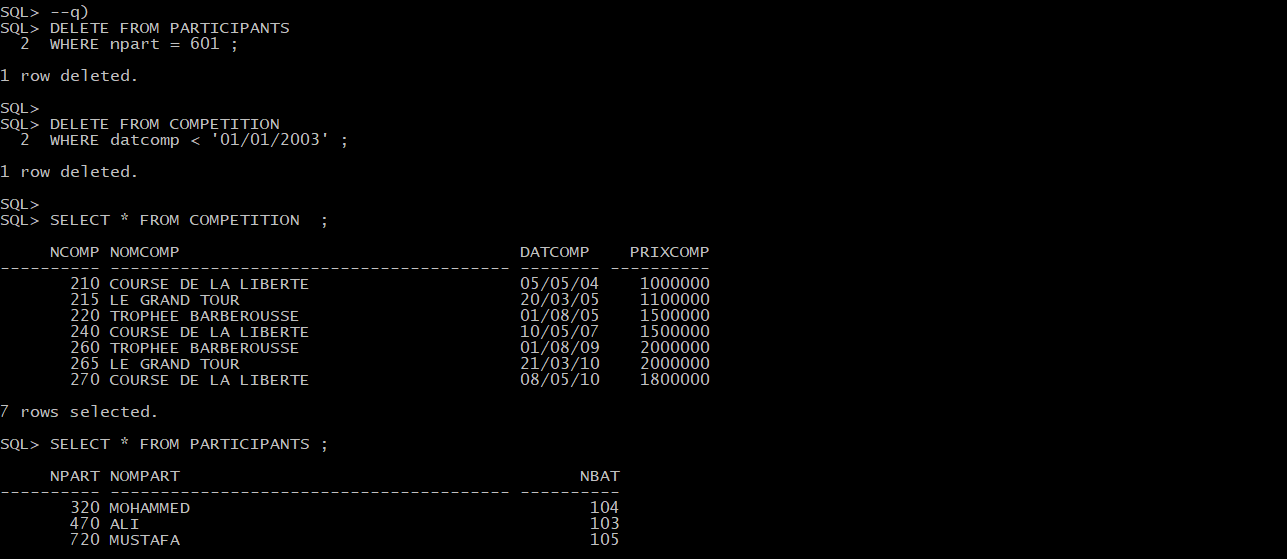 SQL> --q)
SQL> DELETE FROM PARTICIPANTS
  2  WHERE npart = 601 ;
1 row deleted.
SQL>
SQL> DELETE FROM COMPETITION
  2  WHERE datcomp < '01/01/2003' ;
1 row deleted.
SQL>
SQL> SELECT * FROM COMPETITION  ;
     NCOMP NOMCOMP                                  DATCOMP    PRIXCOMP
---------- ---------------------------------------- -------- ----------
       210 COURSE DE LA LIBERTE                     05/05/04    1000000
       215 LE GRAND TOUR                            20/03/05    1100000
       220 TROPHEE BARBEROUSSE                      01/08/05    1500000
       240 COURSE DE LA LIBERTE                     10/05/07    1500000
       260 TROPHEE BARBEROUSSE                      01/08/09    2000000
       265 LE GRAND TOUR                            21/03/10    2000000
       270 COURSE DE LA LIBERTE                     08/05/10    1800000
7 rows selected.
SQL> SELECT * FROM PARTICIPANTS ;
     NPART NOMPART                                        NBAT
---------- ---------------------------------------- ----------
       320 MOHAMMED                                        104
       470 ALI                                             103
       720 MUSTAFA                                         105